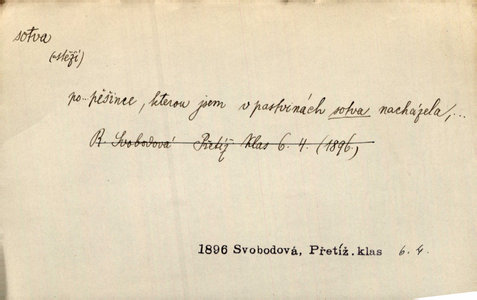 sotva
(stěží)
po... pěšince, kterou jsem v pastvinách sotva nacházela,...
R. Svobodová Přetíž. Klas 6. 4. (1896.)
1896 Svobodová, Přetíž.klas 6.4.